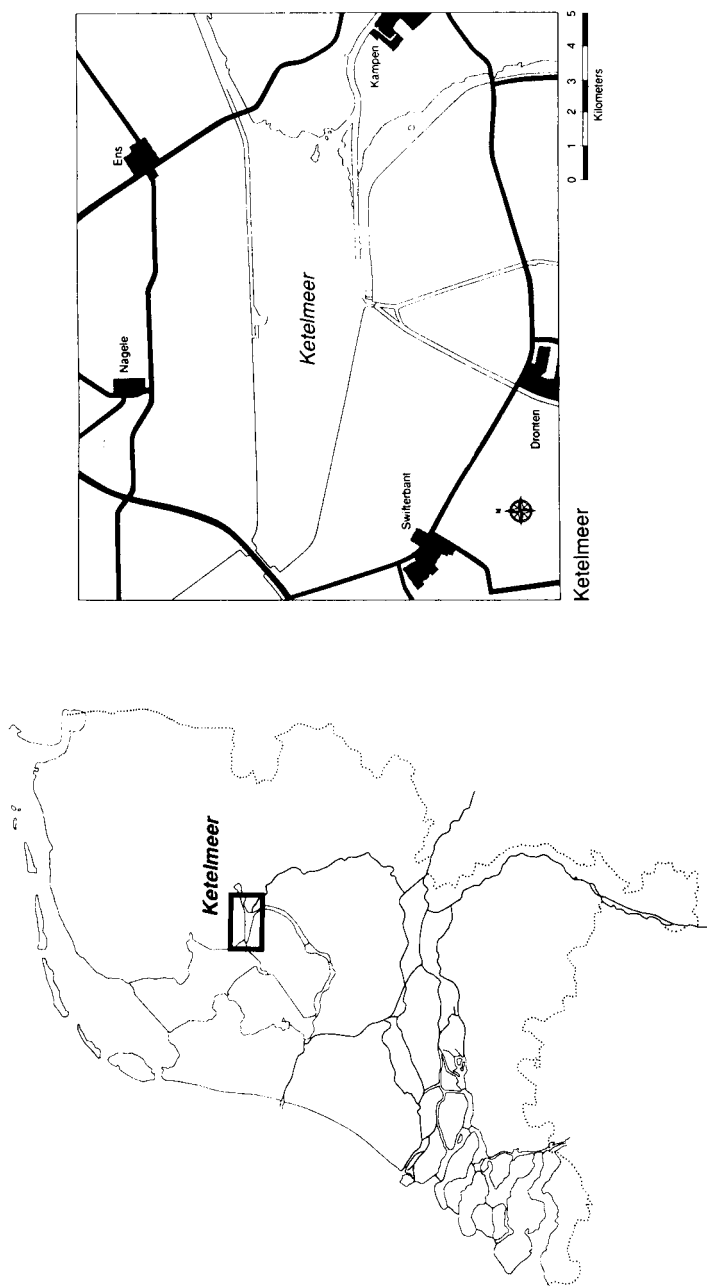 Ketelmeer
Nagele
Ens
Ketelmeer
Kampen
Swifterbant
Dronten
N
Ketelmeer
0 1 2 3 4 5
Kilometers